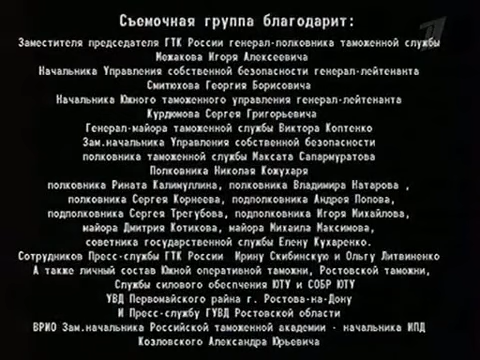 Съемочная группа благодарит:
Заместителя председателя ГТК России генерал-полковника таможенной службы
Можакова Игоря Алексеевича
Начальника Управления собственной безопасности генерал-лейтенанта
Смитюхова Георгия Борисовича
Начальника Южного таможенного управления генерал-лейтенанта
Курдюмова Сергея Григорьевича
Генерал-майора таможенной службы Виктора Коптенко
Зам.начальника Управления собственной безопасности
полковника таможенной службы Максата Сапармуратова
Полковника Николая Кожухаря
полковника Рината Калимуллина, полковника Владимира Натарова ,
полковника Сергея Корнеева, подполковника Андрея Попова,
подполковника Сергея Трегубова, подполковника Игоря Михайлова,
майора Дмитрия Котикова, майора Михаила Максимова,
советника государственной службы Елену Кухаренко.
Сотрудников Пресс-службы ГТК России Ирину Скибинскую и Ольгу Литвиненко
А также личный состав Южной оперативной таможни, Ростовской таможни,
Службы силового обеспчения ЮТУ и СОБР ЮТУ
УВД Первомайского райна г. Ростова-на-Дону
И Пресс-службу ГУВД Ростовской области
ВРИО Зам.начальника Российской таможенной академии - начальника ИПД
Козловского Александра Юрьевича